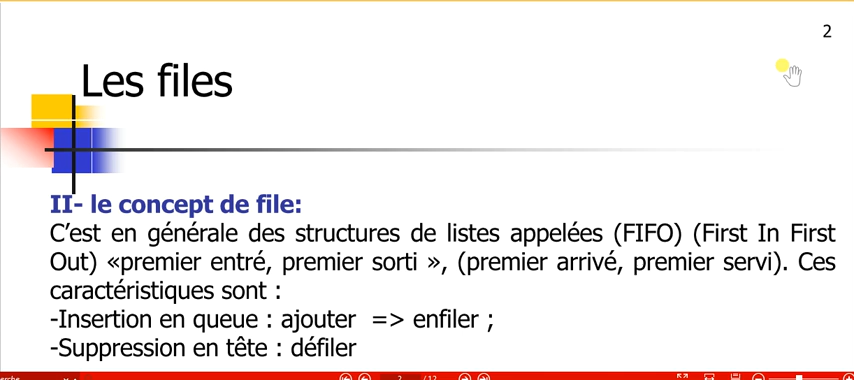 2
Les files
II- le concept de file:
C’est en générale des structures de listes appelées (FIFO) (First In First
Out) «premier entré, premier sorti », (premier arrivé, premier servi). Ces
caractéristiques sont :
-Insertion en queue : ajouter => enfiler ;
-Suppression en tête : défiler
2 / 12